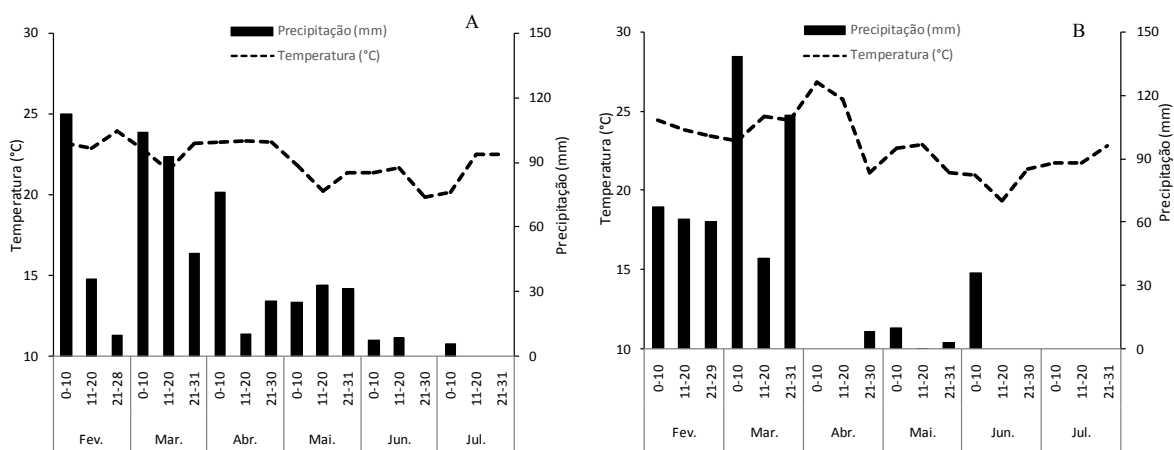 A
Precipitação (mm)
Temperatura (°C)
Temperatura (°C)
30
25
20
15
10
Precipitação (mm)
150
120
90
60
30
0
0-10 11-20 21-28 0-10 11-20 21-31 0-10 11-20 21-30 0-10 11-20 21-31 0-10 11-20 21-30 0-10 11-20 21-31
Fev. Mar. Abr. Mai. Jun. Jul.
B
Precipitação (mm)
Temperatura (°C)
Temperatura (°C)
30
25
20
15
10
Precipitação (mm)
150
120
90
60
30
0
0-10 11-20 21-29 0-10 11-20 21-31 0-10 11-20 21-30 0-10 11-20 21-31 0-10 11-20 21-30 0-10 11-20 21-31
Fev. Mar. Abr. Mai. Jun. Jul.